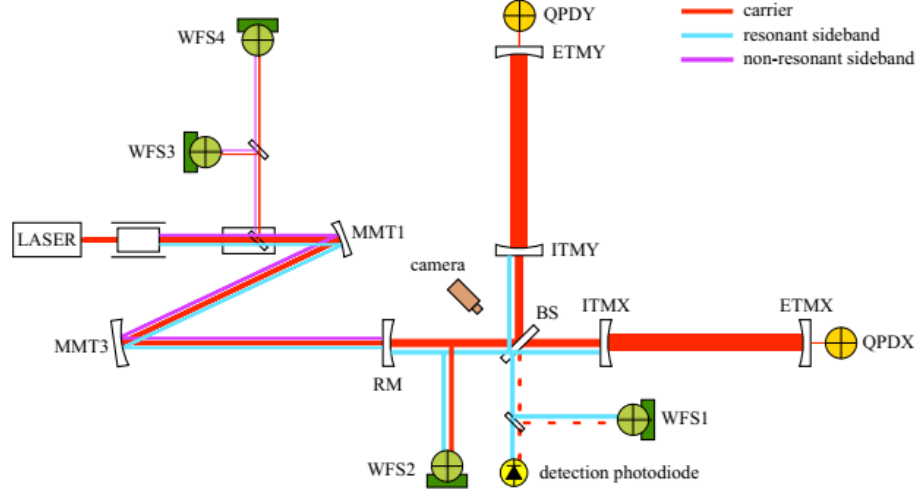 QPDY
carrier
WFS4
ETMY
resonant sideband
non-resonant sideband
WFS3
LASER
MMT1
ITMY
camera
BS
ITMX
ETMX
MMT3
QPDX
RM
WFS1
WFS2
detection photodiode